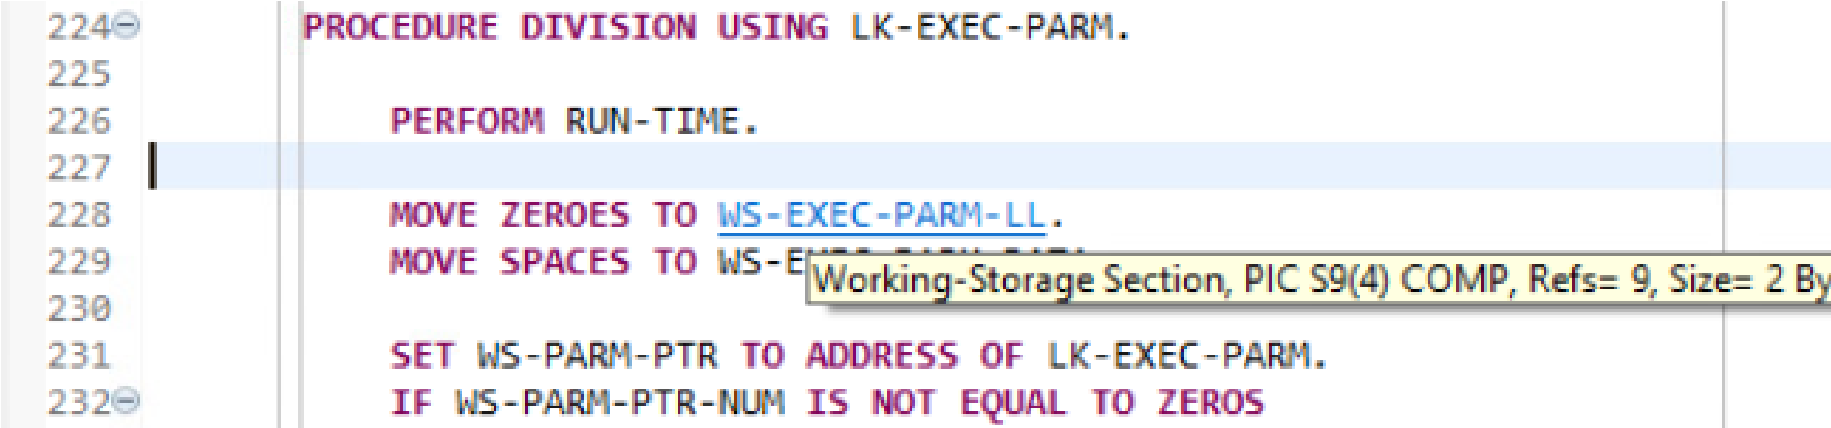 224 PROCEDURE DIVISION USING LK-EXEC-PARM.
225
226 PERFORM RUN-TIME.
227
228 MOVE ZEROES TO WS-EXEC-PARM-LL.
229 MOVE SPACES TO
Working-Storage Section, PIC S9(4) COMP, Refs= 9, Size= 2 By
230
231 SET WS-PARM-PTR TO ADDRESS OF LK-EXEC-PARM.
232 IF WS-PARM-PTR-NUM IS NOT EQUAL TO ZEROS